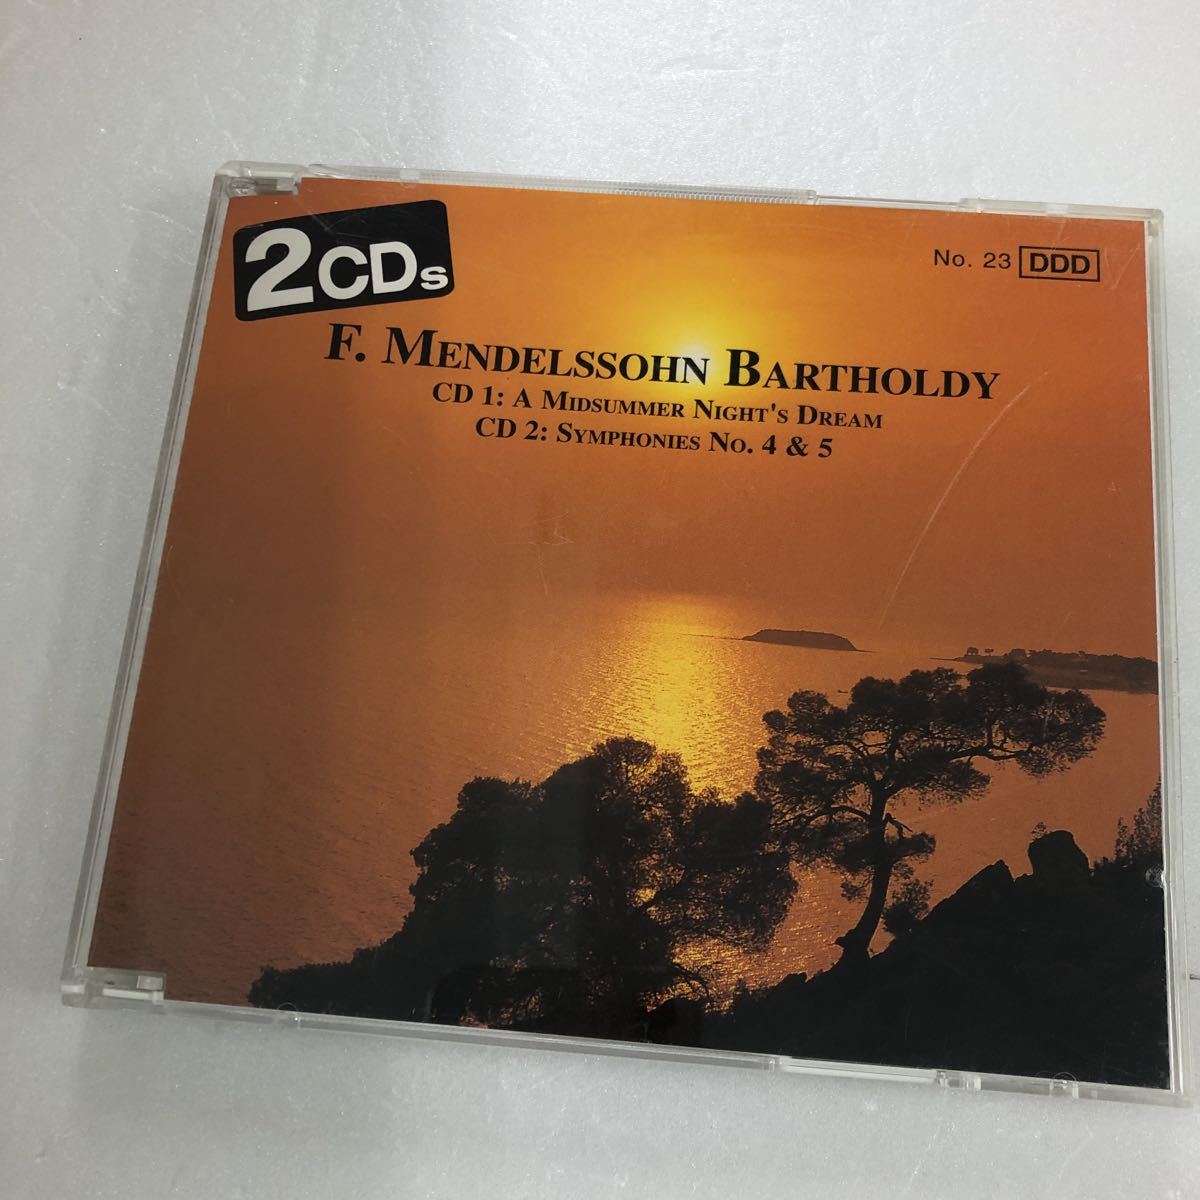 2CDs
No. 23 DDD
F. MENDELSSOHN BARTHOLDY
CD 1: A MIDSUMMER NIGHT'S DREAM
CD 2: SYMPHONIES NO. 4 & 5